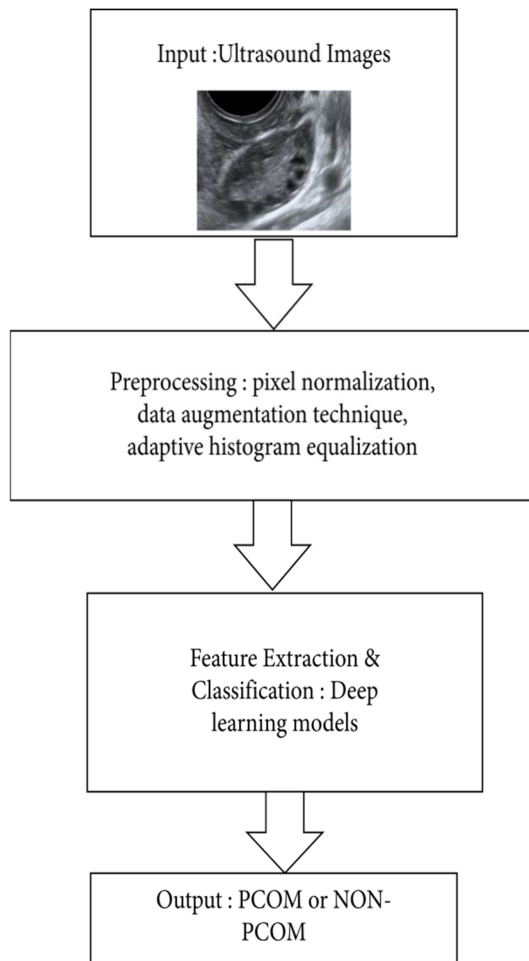 Input :Ultrasound Images
Preprocessing : pixel normalization,
data augmentation technique,
adaptive histogram equalization
Feature Extraction &
Classification : Deep
learning models
Output : PCOM or NON-
PCOM